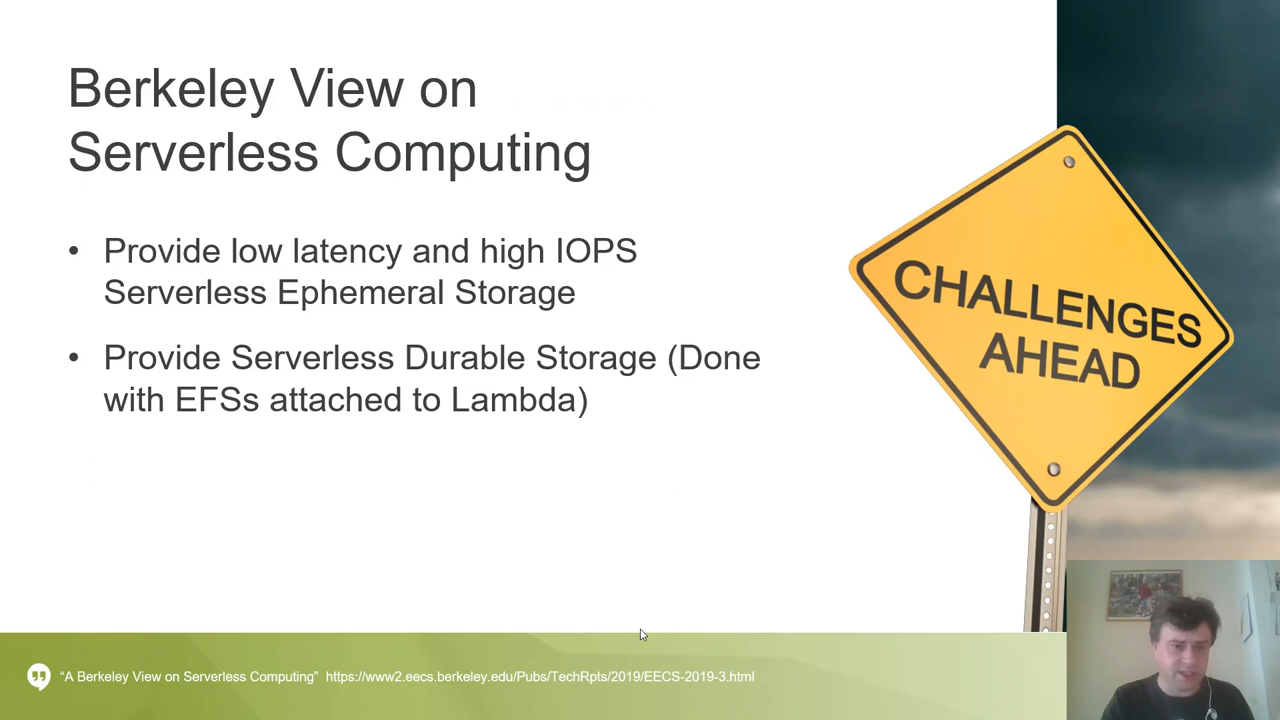 Berkeley View on
Serverless Computing
• Provide low latency and high IOPS
Serverless Ephemeral Storage
• Provide Serverless Durable Storage (Done
with EFSs attached to Lambda)
CHALLENGES
AHEAD
“A Berkeley View on Serverless Computing” https://www2.eecs.berkeley.edu/Pubs/TechRpts/2019/EECS-2019-3.html